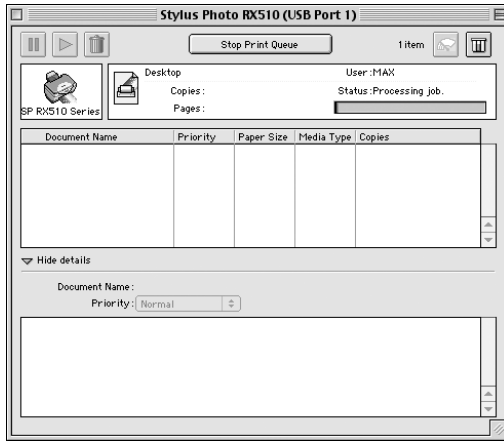 Stylus Photo RX510 (USB Port 1)
Stop Print Queue
1 item
SP RX510 Series
Desktop
User :MAX
Copies :
Status :Processing job.
Pages :
Document Name Priority Paper Size Media Type Copies
Hide details
Document Name :
Priority : Normal